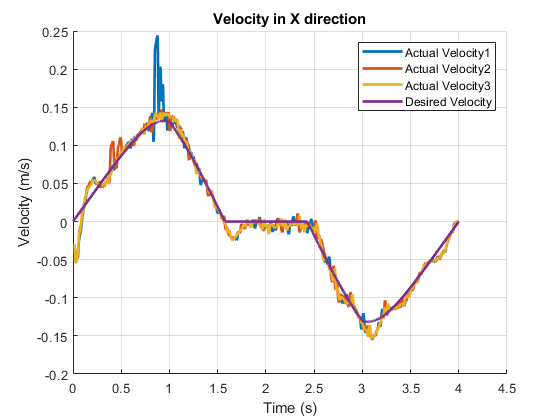 Velocity in X direction
0.25
0.2
0.15
0.1
0.05
0
-0.05
-0.1
-0.15
-0.2
Velocity (m/s)
Actual Velocity1
Actual Velocity2
Actual Velocity3
Desired Velocity
0 0.5 1 1.5 2 2.5 3 3.5 4 4.5
Time (s)